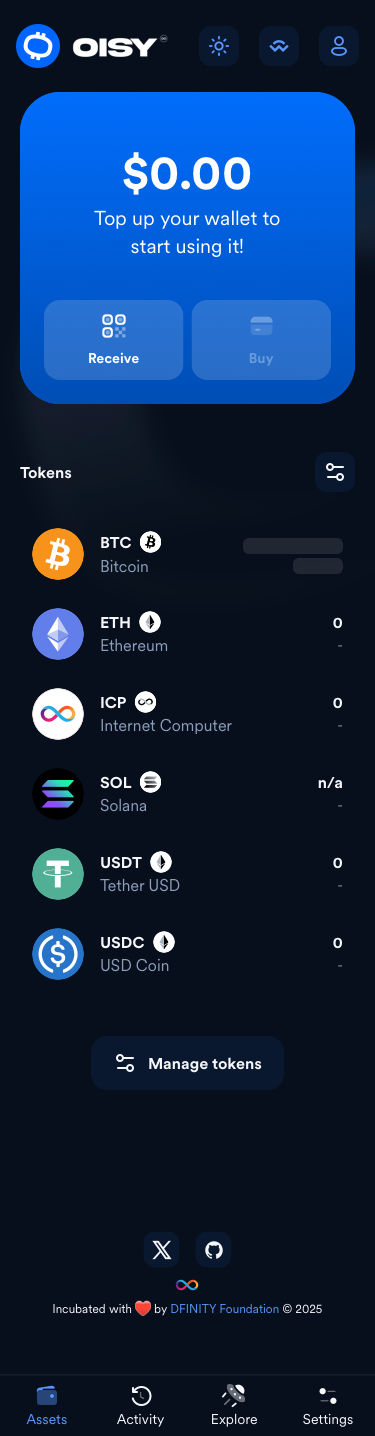 OISY
$0.00
Top up your wallet to
start using it!
Receive
Buy
Tokens
BTC
Bitcoin
ETH
0
Ethereum
-
ICP
0
Internet Computer
-
SOL
n/a
Solana
-
USDT
0
Tether USD
-
USDC
0
USD Coin
-
Manage tokens
Incubated with ❤️ by DFINITY Foundation © 2025
Assets
Activity
Explore
Settings